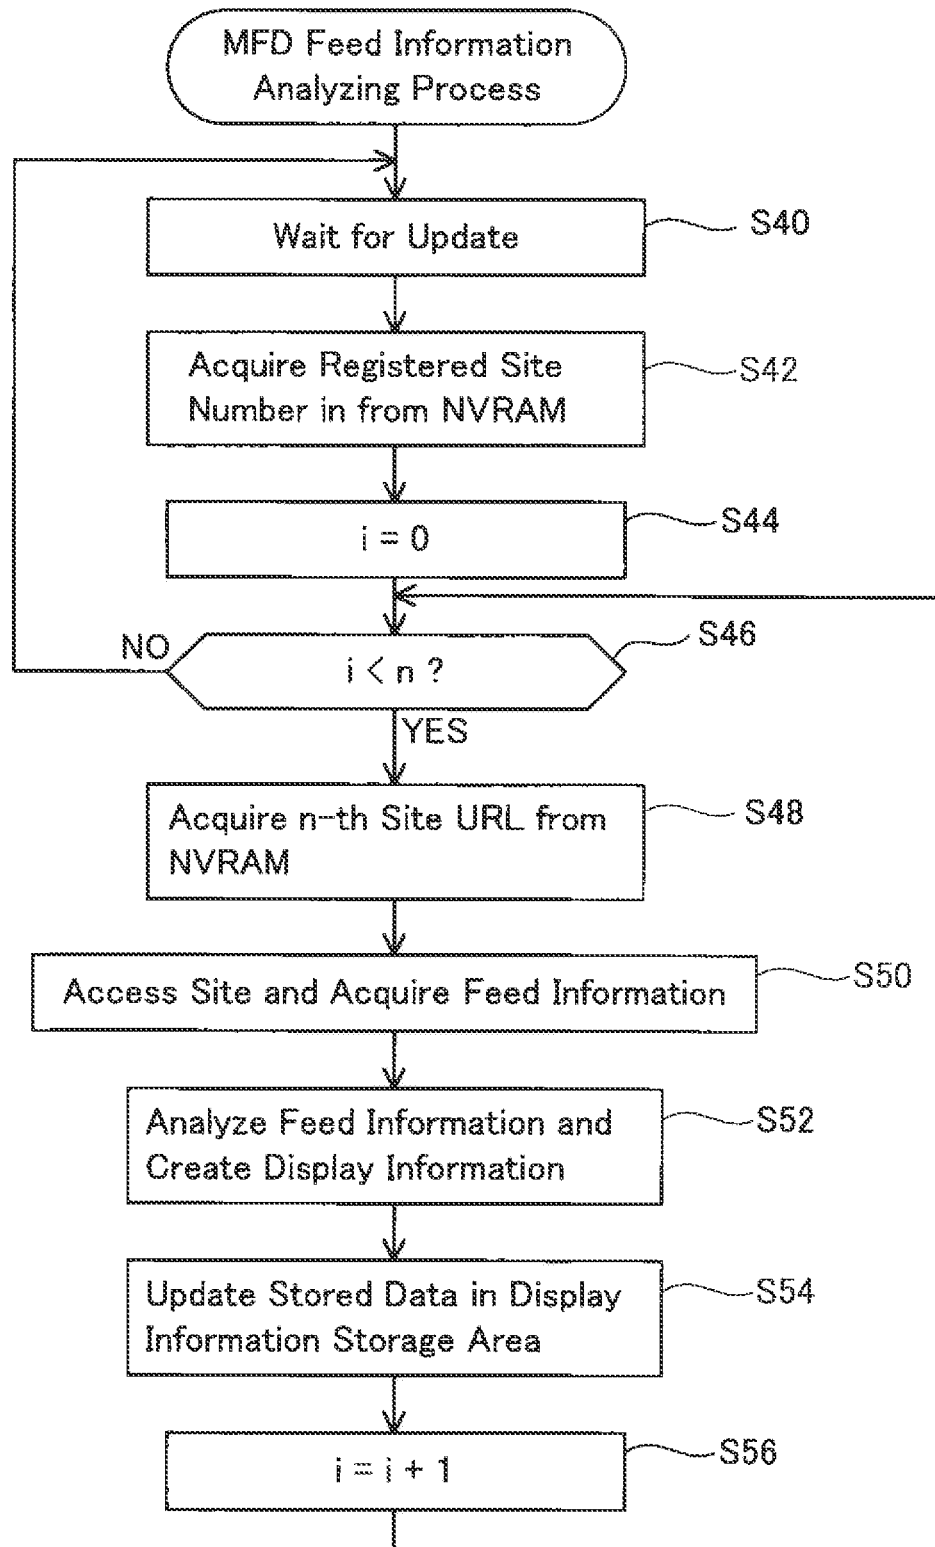 MFD Feed Information
Analyzing Process
Wait for Update
S40
Acquire Registered Site
Number in from NVRAM
S42
i = 0
S44
NO
i < n ?
S46
YES
Acquire n-th Site URL from
NVRAM
S48
Access Site and Acquire Feed Information
S50
Analyze Feed Information and
Create Display Information
S52
Update Stored Data in Display
Information Storage Area
S54
i = i + 1
S56